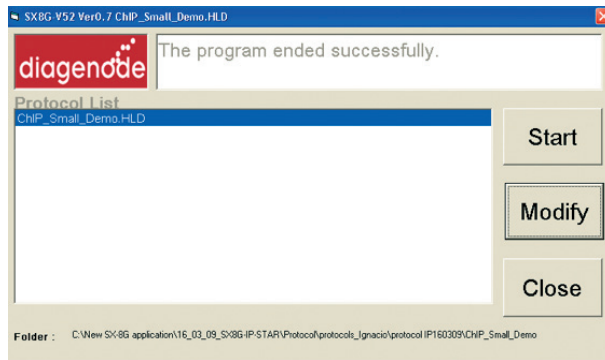 SX8G-V52 Ver0.7 ChIP_Small_Demo.HLD
diagenode
The program ended successfully.
Protocol List
ChIP_Small_Demo.HLD
Start
Modify
Close
Folder : C:\New SX-8G application\16_03_09_SX8G-IP-STAR\Protocol\protocols_Ignacio\protocol IP160309\ChIP_Small_Demo